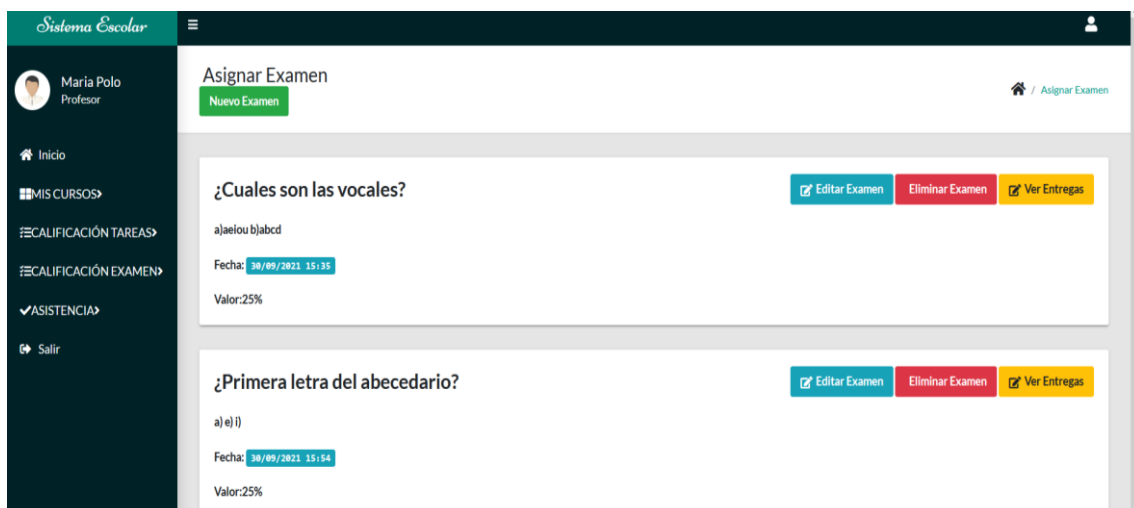 Sistema Escolar
Maria Polo
Profesor
Inicio
MIS CURSOS
CALIFICACIÓN TAREAS
CALIFICACIÓN EXAMEN
ASISTENCIA
Salir
Asignar Examen
Nuevo Examen
/ Asignar Examen
¿Cuales son las vocales?
Editar Examen Eliminar Examen Ver Entregas
a)aeiou b)abcd
Fecha: 30/09/2021 15:35
Valor:25%
¿Primera letra del abecedario?
Editar Examen Eliminar Examen Ver Entregas
a) e) i)
Fecha: 30/09/2021 15:54
Valor:25%